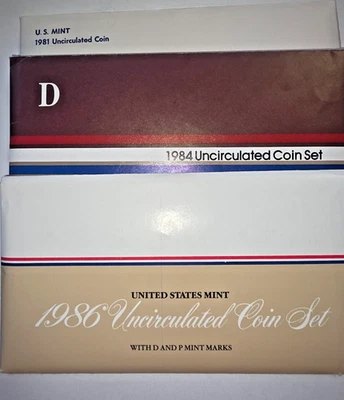 U.S. MINT
1981 Uncirculated Coin
D
1984 Uncirculated Coin Set
UNITED STATES MINT
1986 Uncirculated Coin Set
WITH D AND P MINT MARKS